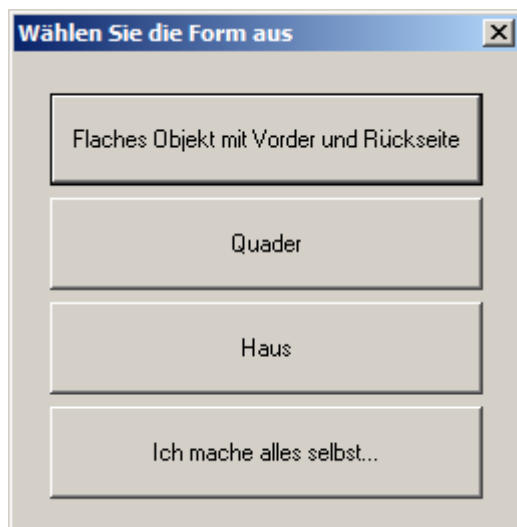 Wählen Sie die Form aus
Flaches Objekt mit Vorder und Rückseite
Quader
Haus
Ich mache alles selbst...